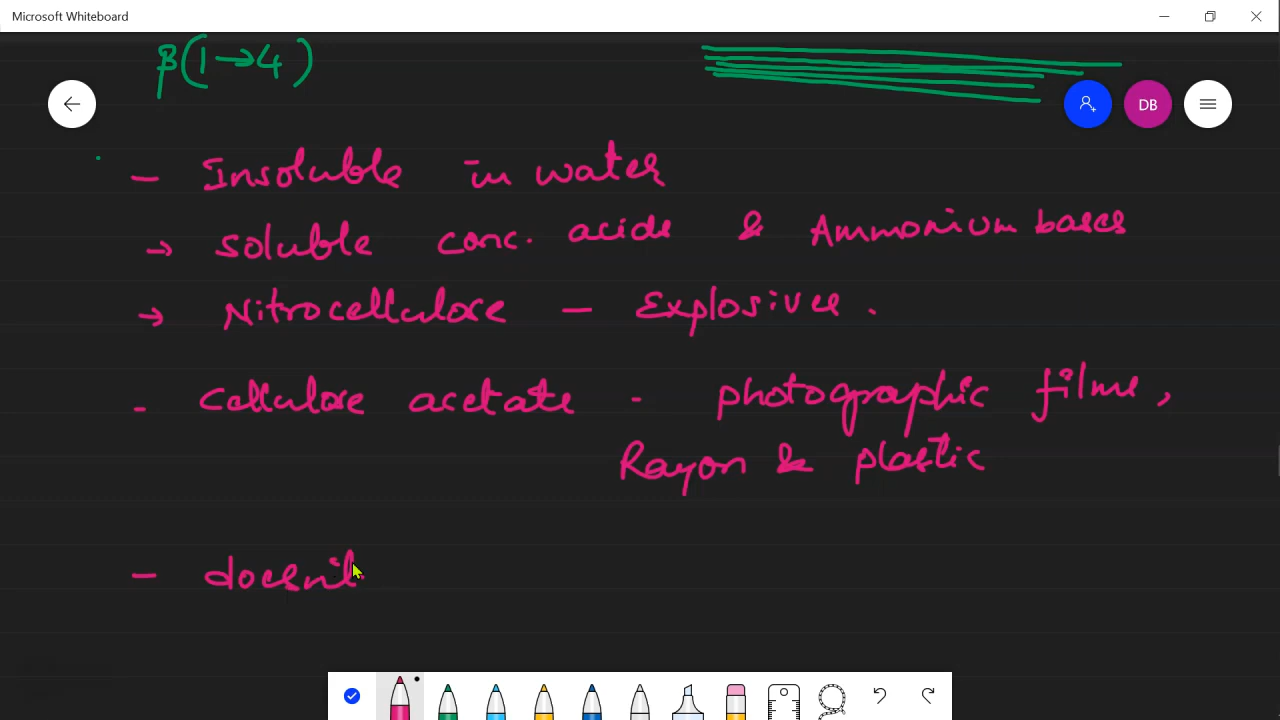 Microsoft Whiteboard
β(1→4)
DB
- Insoluble in water
→ soluble conc. acids & Ammonium bases
→ Nitrocellulose - Explosives.
- Cellulose acetate - photographic films,
Rayon & plastic
- doesn't